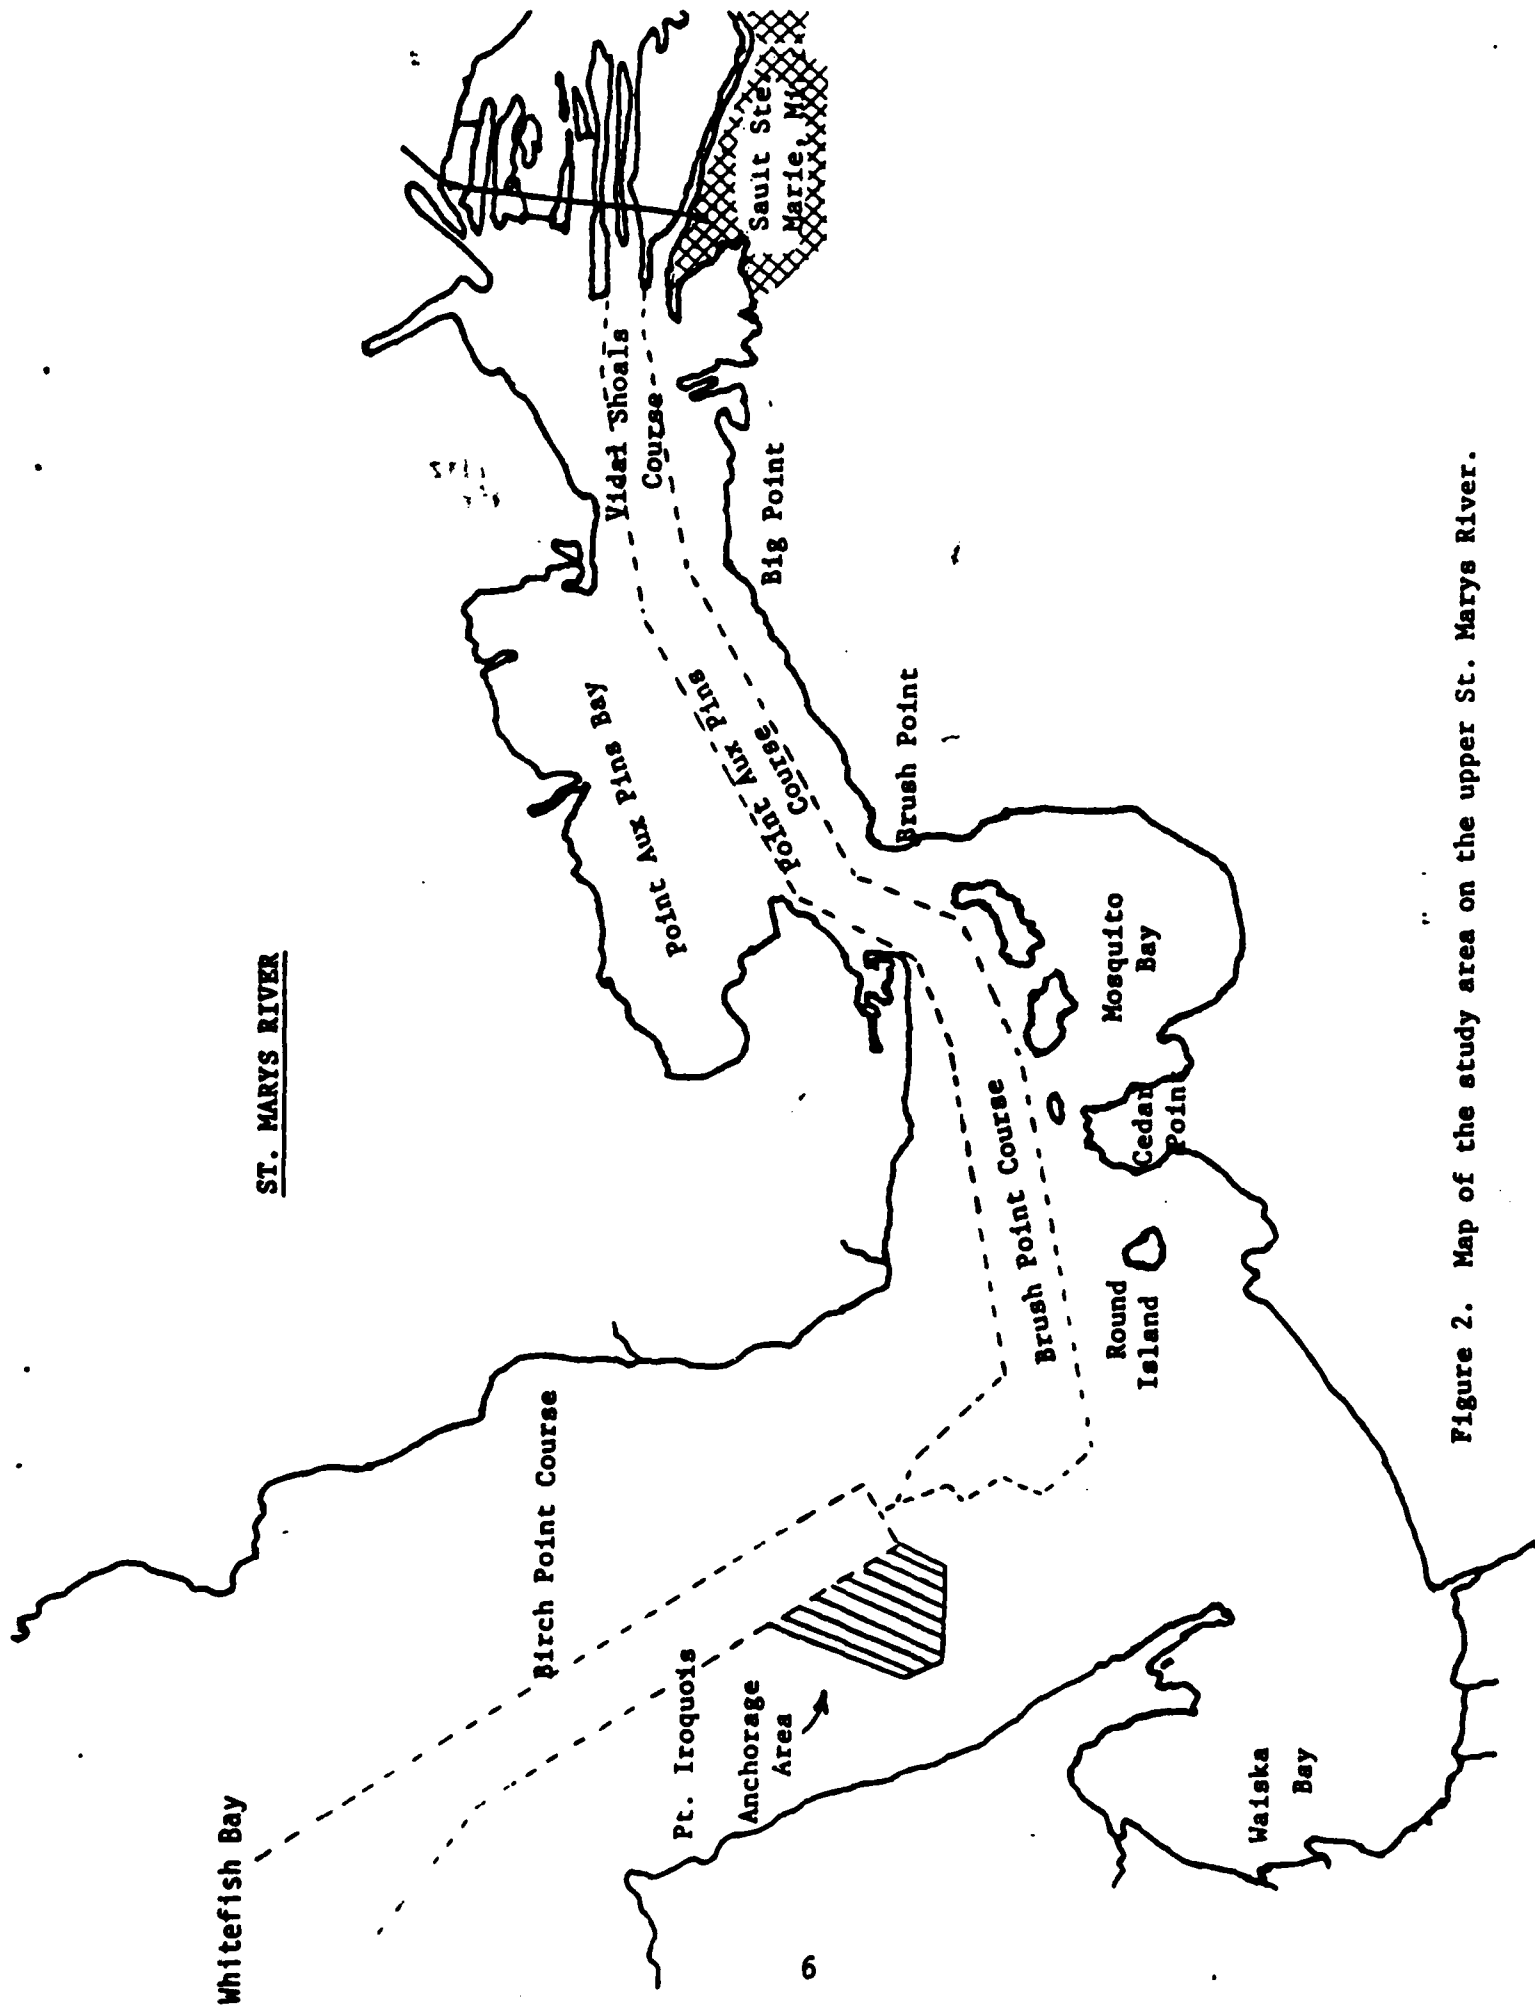 ST. MARYS RIVER
Whitefish Bay
Birch Point Course
Pt. Iroquois
Anchorage
Area
Waiska
Bay
Round
Island
Brush Point Course
Cedar
Poin
Mosquito
Bay
Brush Point
Point Aux Pins Bay
Point Aux Pins
Course
Big Point
Vidal Shoals
Course
Sault Ste.
Marie, Mi
Figure 2. Map of the study area on the upper St. Marys River.
6